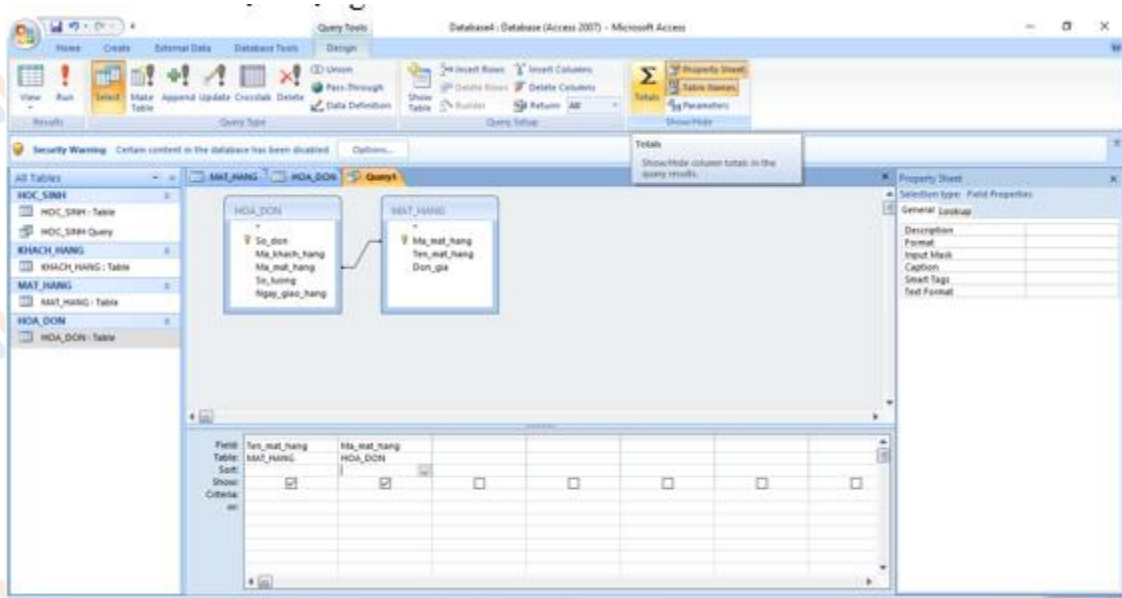 Query Tools
Database4 : Database (Access 2007) - Microsoft Access
Home Create External Data Database Tools Design
View Run Select Make Table Append Update Crosstab Delete
Union
Pass-Through
Data Definition
Show Table
Insert Rows
Delete Rows
Builder
Insert Columns
Delete Columns
Return: All
Totals
Property Sheet
Table Names
Parameters
Results Query Type Query Setup Show/Hide
Security Warning Certain content in the database has been disabled Options...
Totals
Show/Hide column totals in the
query results.
All Tables
HOC_SINH
HOC_SINH : Table
HOC_SINH Query
KHACH_HANG
KHACH_HANG : Table
MAT_HANG
MAT_HANG : Table
HOA_DON
HOA_DON : Table
MAT_HANG HOA_DON Query1
HOA_DON
*
So_don
Ma_khach_hang
Ma_mat_hang
So_luong
Ngay_giao_hang
MAT_HANG
*
Ma_mat_hang
Ten_mat_hang
Don_gia
Field: Ten_mat_hang Ma_mat_hang
Table: MAT_HANG HOA_DON
Sort:
Show:
Criteria:
or:
Property Sheet
Selection type: Field Properties
General Lookup
Description
Format
Input Mask
Caption
Smart Tags
Text Format